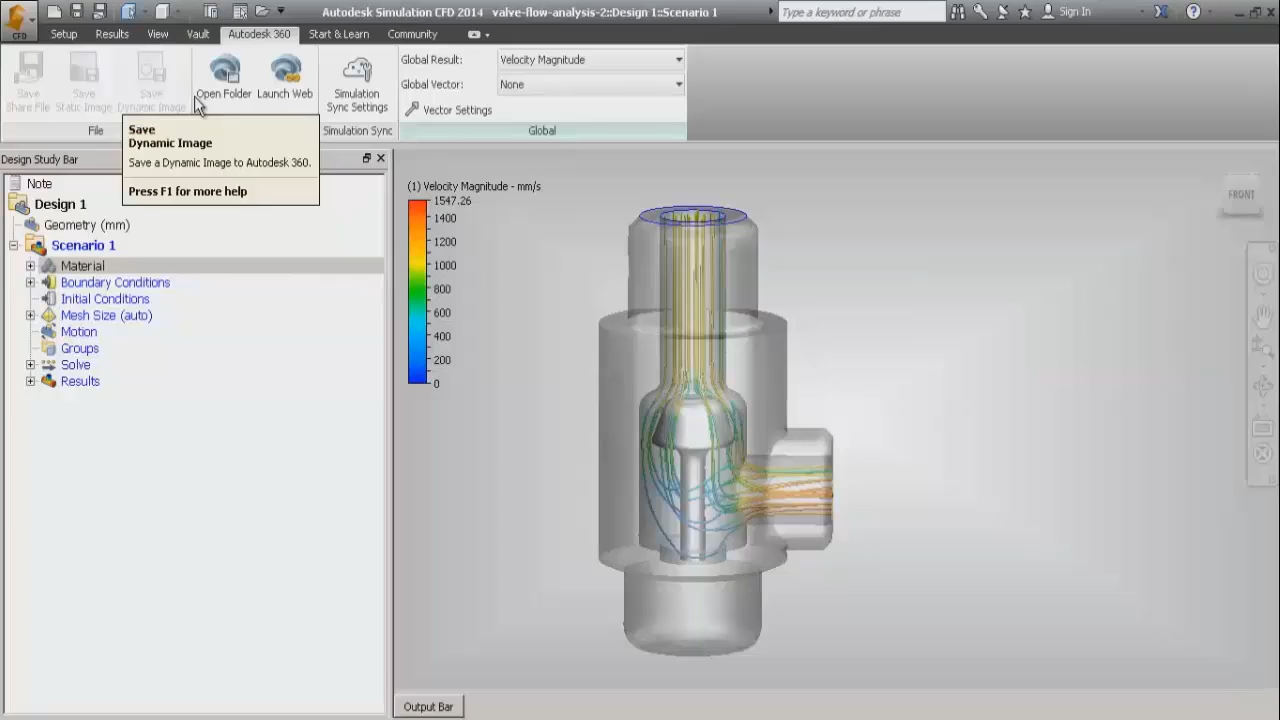 Autodesk Simulation CFD 2014 valve-flow-analysis-2::Design 1::Scenario 1
Type a keyword or phrase
Sign In
CFD
Setup Results View Vault Autodesk 360 Start & Learn Community
Save Share File
Save Static Image
Save Dynamic Image
Open Folder
Launch Web
Simulation Sync Settings
Global Result: Velocity Magnitude
Global Vector: None
Vector Settings
File
Simulation Sync
Global
Save
Dynamic Image
Save a Dynamic Image to Autodesk 360.
Press F1 for more help
Design Study Bar
Note
Design 1
Geometry (mm)
Scenario 1
Material
Boundary Conditions
Initial Conditions
Mesh Size (auto)
Motion
Groups
Solve
Results
(1) Velocity Magnitude - mm/s
1547.26
1400
1200
1000
800
600
400
200
0
FRONT
Output Bar